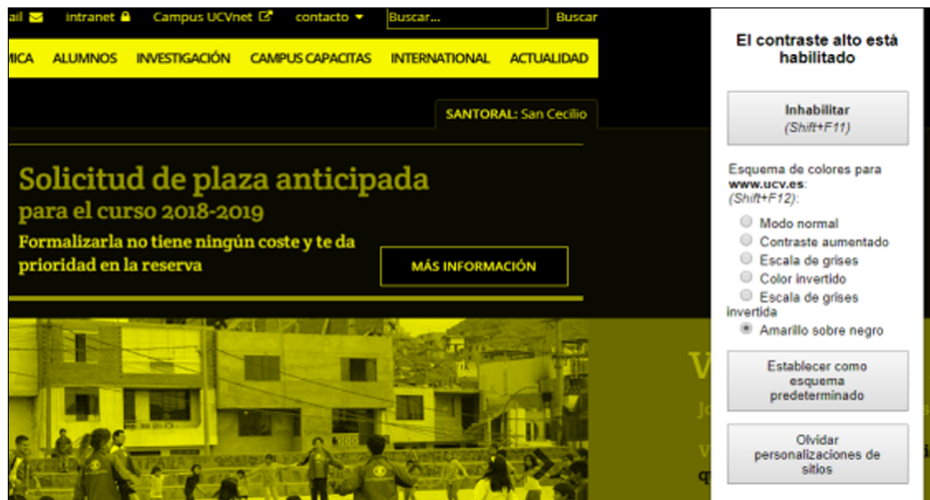 ail intranet Campus UCVnet contacto Buscar... Buscar
MICA ALUMNOS INVESTIGACIÓN CAMPUS CAPACITAS INTERNATIONAL ACTUALIDAD
SANTORAL: San Cecilio
Solicitud de plaza anticipada
para el curso 2018-2019
Formalizarla no tiene ningún coste y te da
prioridad en la reserva
MÁS INFORMACIÓN
El contraste alto está
habilitado
Inhabilitar
(Shift+F11)
Esquema de colores para
www.ucv.es:
(Shift+F12):
Modo normal
Contraste aumentado
Escala de grises
Color invertido
Escala de grises
invertida
Amarillo sobre negro
Establecer como
esquema
predeterminado
Olvidar
personalizaciones de
sitios